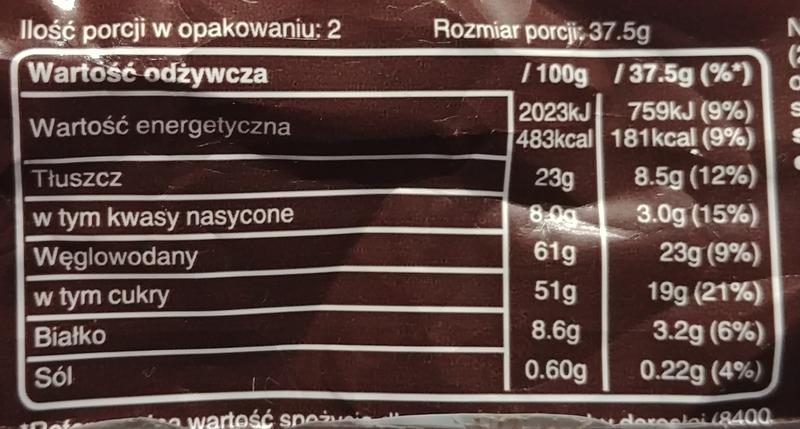 Ilość porcji w opakowaniu: 2 Rozmiar porcji: 37.5g
Wartość odżywcza / 100g / 37.5g (%*)
Wartość energetyczna 2023kJ 759kJ (9%)
483kcal 181kcal (9%)
Tłuszcz 23g 8.5g (12%)
w tym kwasy nasycone 8.0g 3.0g (15%)
Węglowodany 61g 23g (9%)
w tym cukry 51g 19g (21%)
Białko 8.6g 3.2g (6%)
Sól 0.60g 0.22g (4%)
wartość (8400